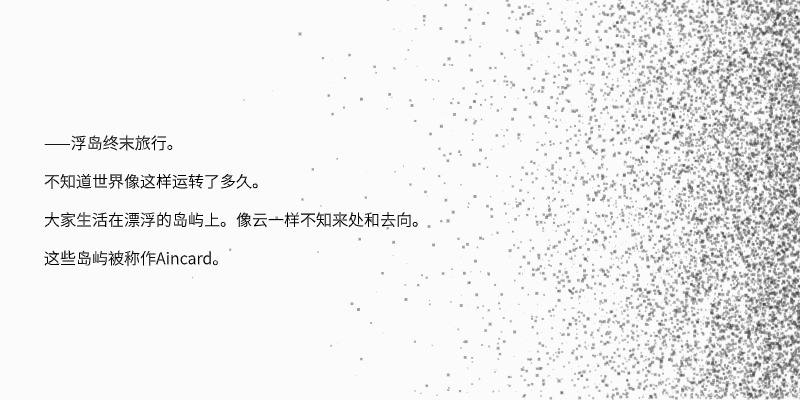 ——浮岛终末旅行。
不知道世界像这样运转了多久。
大家生活在漂浮的岛屿上。像云一样不知来处和去向。
这些岛屿被称作Aincard。